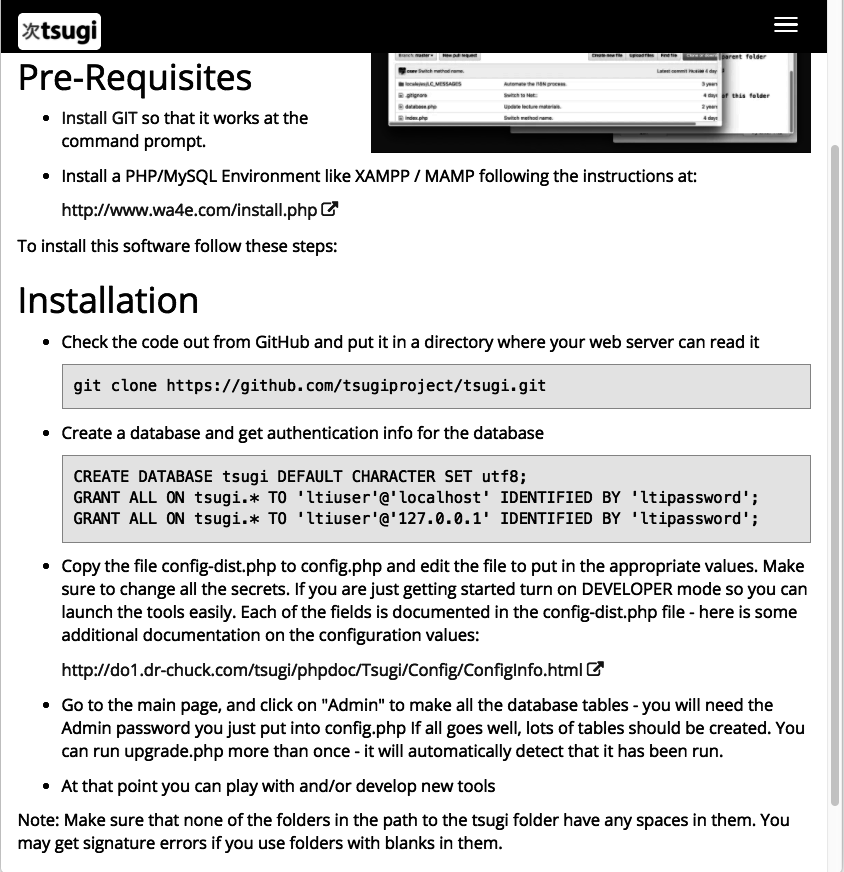 次tsugi
Branch: master
New pull request
Create new file
Upload files
Find file
parent folder
csev Switch method name.
locale/es/LC_MESSAGES
Automate the I18N process.
3 years
.gitignore
Switch to Net::
4 days
of this folder
database.php
Update lecture materials.
2 years
index.php
Switch method name.
4 days
Pre-Requisites
Install GIT so that it works at the
command prompt.
Install a PHP/MySQL Environment like XAMPP / MAMP following the instructions at:
http://www.wa4e.com/install.php
To install this software follow these steps:
Installation
Check the code out from GitHub and put it in a directory where your web server can read it
git clone https://github.com/tsugiproject/tsugi.git
Create a database and get authentication info for the database
CREATE DATABASE tsugi DEFAULT CHARACTER SET utf8;
GRANT ALL ON tsugi.* TO 'ltiuser'@'localhost' IDENTIFIED BY 'ltipassword';
GRANT ALL ON tsugi.* TO 'ltiuser'@'127.0.0.1' IDENTIFIED BY 'ltipassword';
Copy the file config-dist.php to config.php and edit the file to put in the appropriate values. Make
sure to change all the secrets. If you are just getting started turn on DEVELOPER mode so you can
launch the tools easily. Each of the fields is documented in the config-dist.php file - here is some
additional documentation on the configuration values:
http://do1.dr-chuck.com/tsugi/phpdoc/Tsugi/Config/ConfigInfo.html
Go to the main page, and click on "Admin" to make all the database tables - you will need the
Admin password you just put into config.php If all goes well, lots of tables should be created. You
can run upgrade.php more than once - it will automatically detect that it has been run.
At that point you can play with and/or develop new tools
Note: Make sure that none of the folders in the path to the tsugi folder have any spaces in them. You
may get signature errors if you use folders with blanks in them.